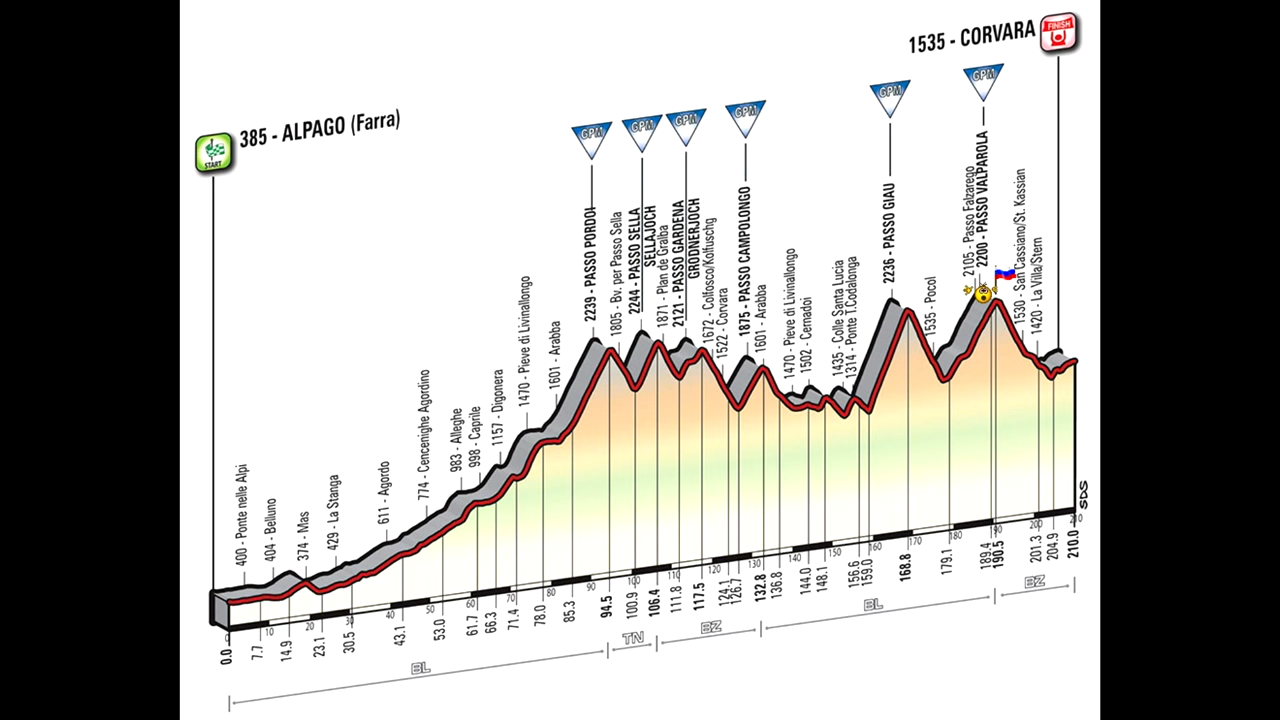 1535 - CORVARA
FINISH
385 - ALPAGO (Farra)
START
GPM
GPM
GPM
GPM
GPM
GPM
400 - Ponte nelle Alpi
404 - Belluno
374 - Mas
429 - La Stanga
611 - Agordo
774 - Cencenighe Agordino
983 - Alleghe
998 - Caprile
1157 - Digonera
1470 - Pieve di Livinallongo
1601 - Arabba
2239 - PASSO PORDOI
1805 - Bv. per Passo Sella
2244 - PASSO SELLA
SELLAJOCH
1871 - Plan de Gralba
2121 - PASSO GARDENA
GRODNERJOCH
1672 - Colfosco/Kolfuschg
1522 - Corvara
1875 - PASSO CAMPOLONGO
1601 - Arabba
1470 - Pieve di Livinallongo
1502 - Cernadoi
1435 - Colle Santa Lucia
1314 - Ponte T.Codalonga
2236 - PASSO GIAU
1535 - Pocol
2105 - Passo Falzarego
2200 - PASSO VALPAROLA
1530 - San Cassiano/St. Kassian
1420 - La Villa/Stern
0
10
20
30
40
50
60
70
80
90
100
110
120
130
140
150
160
170
180
190
200
210
SDS
0.0
7.7
14.9
23.1
30.5
43.1
53.0
61.7
66.3
71.4
78.0
85.3
94.5
100.9
106.4
111.8
117.5
124.1
126.7
132.8
136.8
144.0
148.1
156.6
159.0
168.8
179.1
189.4
190.5
201.3
204.9
210.0
BL
TN
BZ
BL
BZ